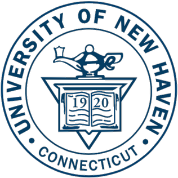 UNIVERSITY OF NEW HAVEN
1920
· CONNECTICUT ·